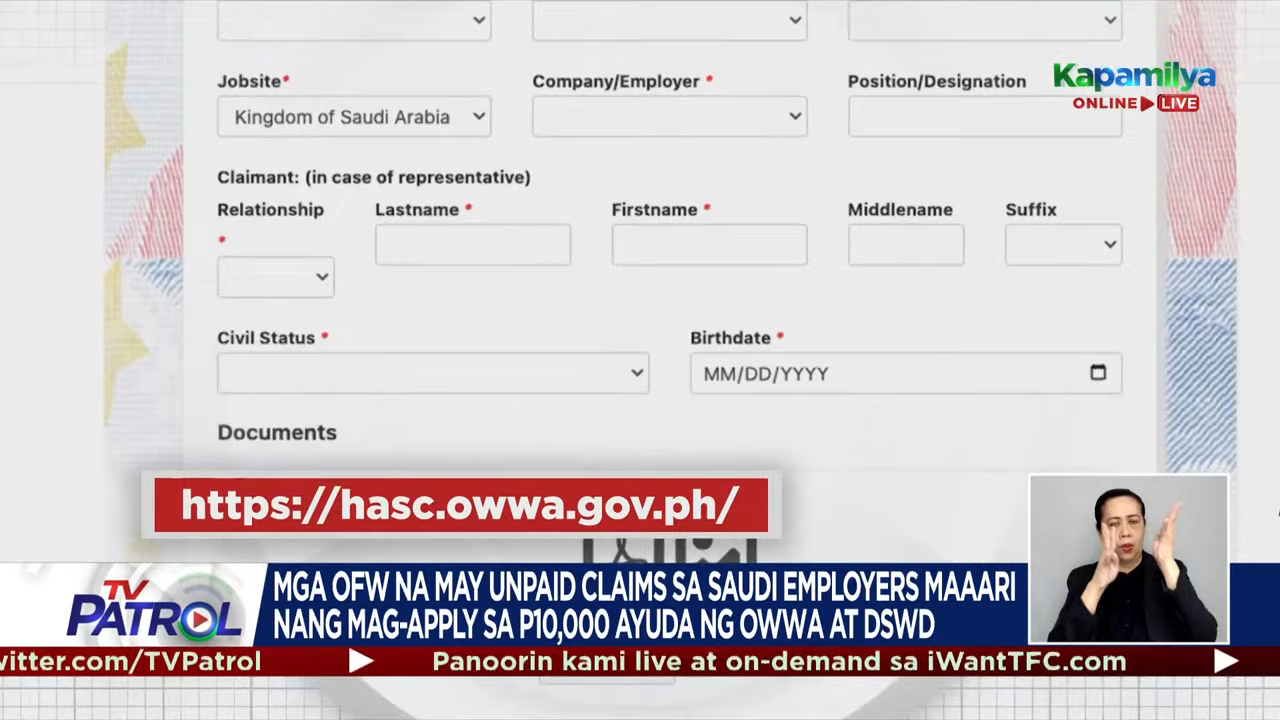 Kapamilya
ONLINE LIVE
Jobsite*
Company/Employer *
Position/Designation
Kingdom of Saudi Arabia
Claimant: (in case of representative)
Relationship *
Lastname *
Firstname *
Middlename
Suffix
Civil Status *
Birthdate *
MM/DD/YYYY
Documents
https://hasc.owwa.gov.ph/
TV PATROL
MGA OFW NA MAY UNPAID CLAIMS SA SAUDI EMPLOYERS MAAARI
NANG MAG-APPLY SA P10,000 AYUDA NG OWWA AT DSWD
witter.com/TVPatrol
Panoorin kami live at on-demand sa iWantTFC.com